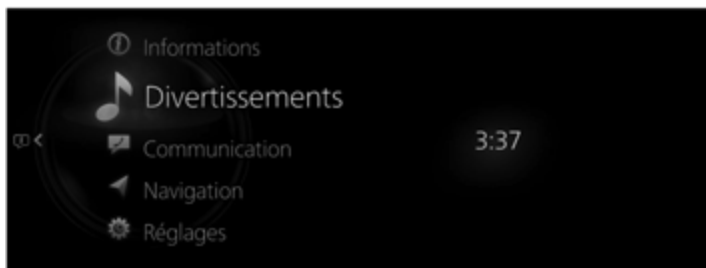 Informations
Divertissements
Communication
3:37
Navigation
Réglages